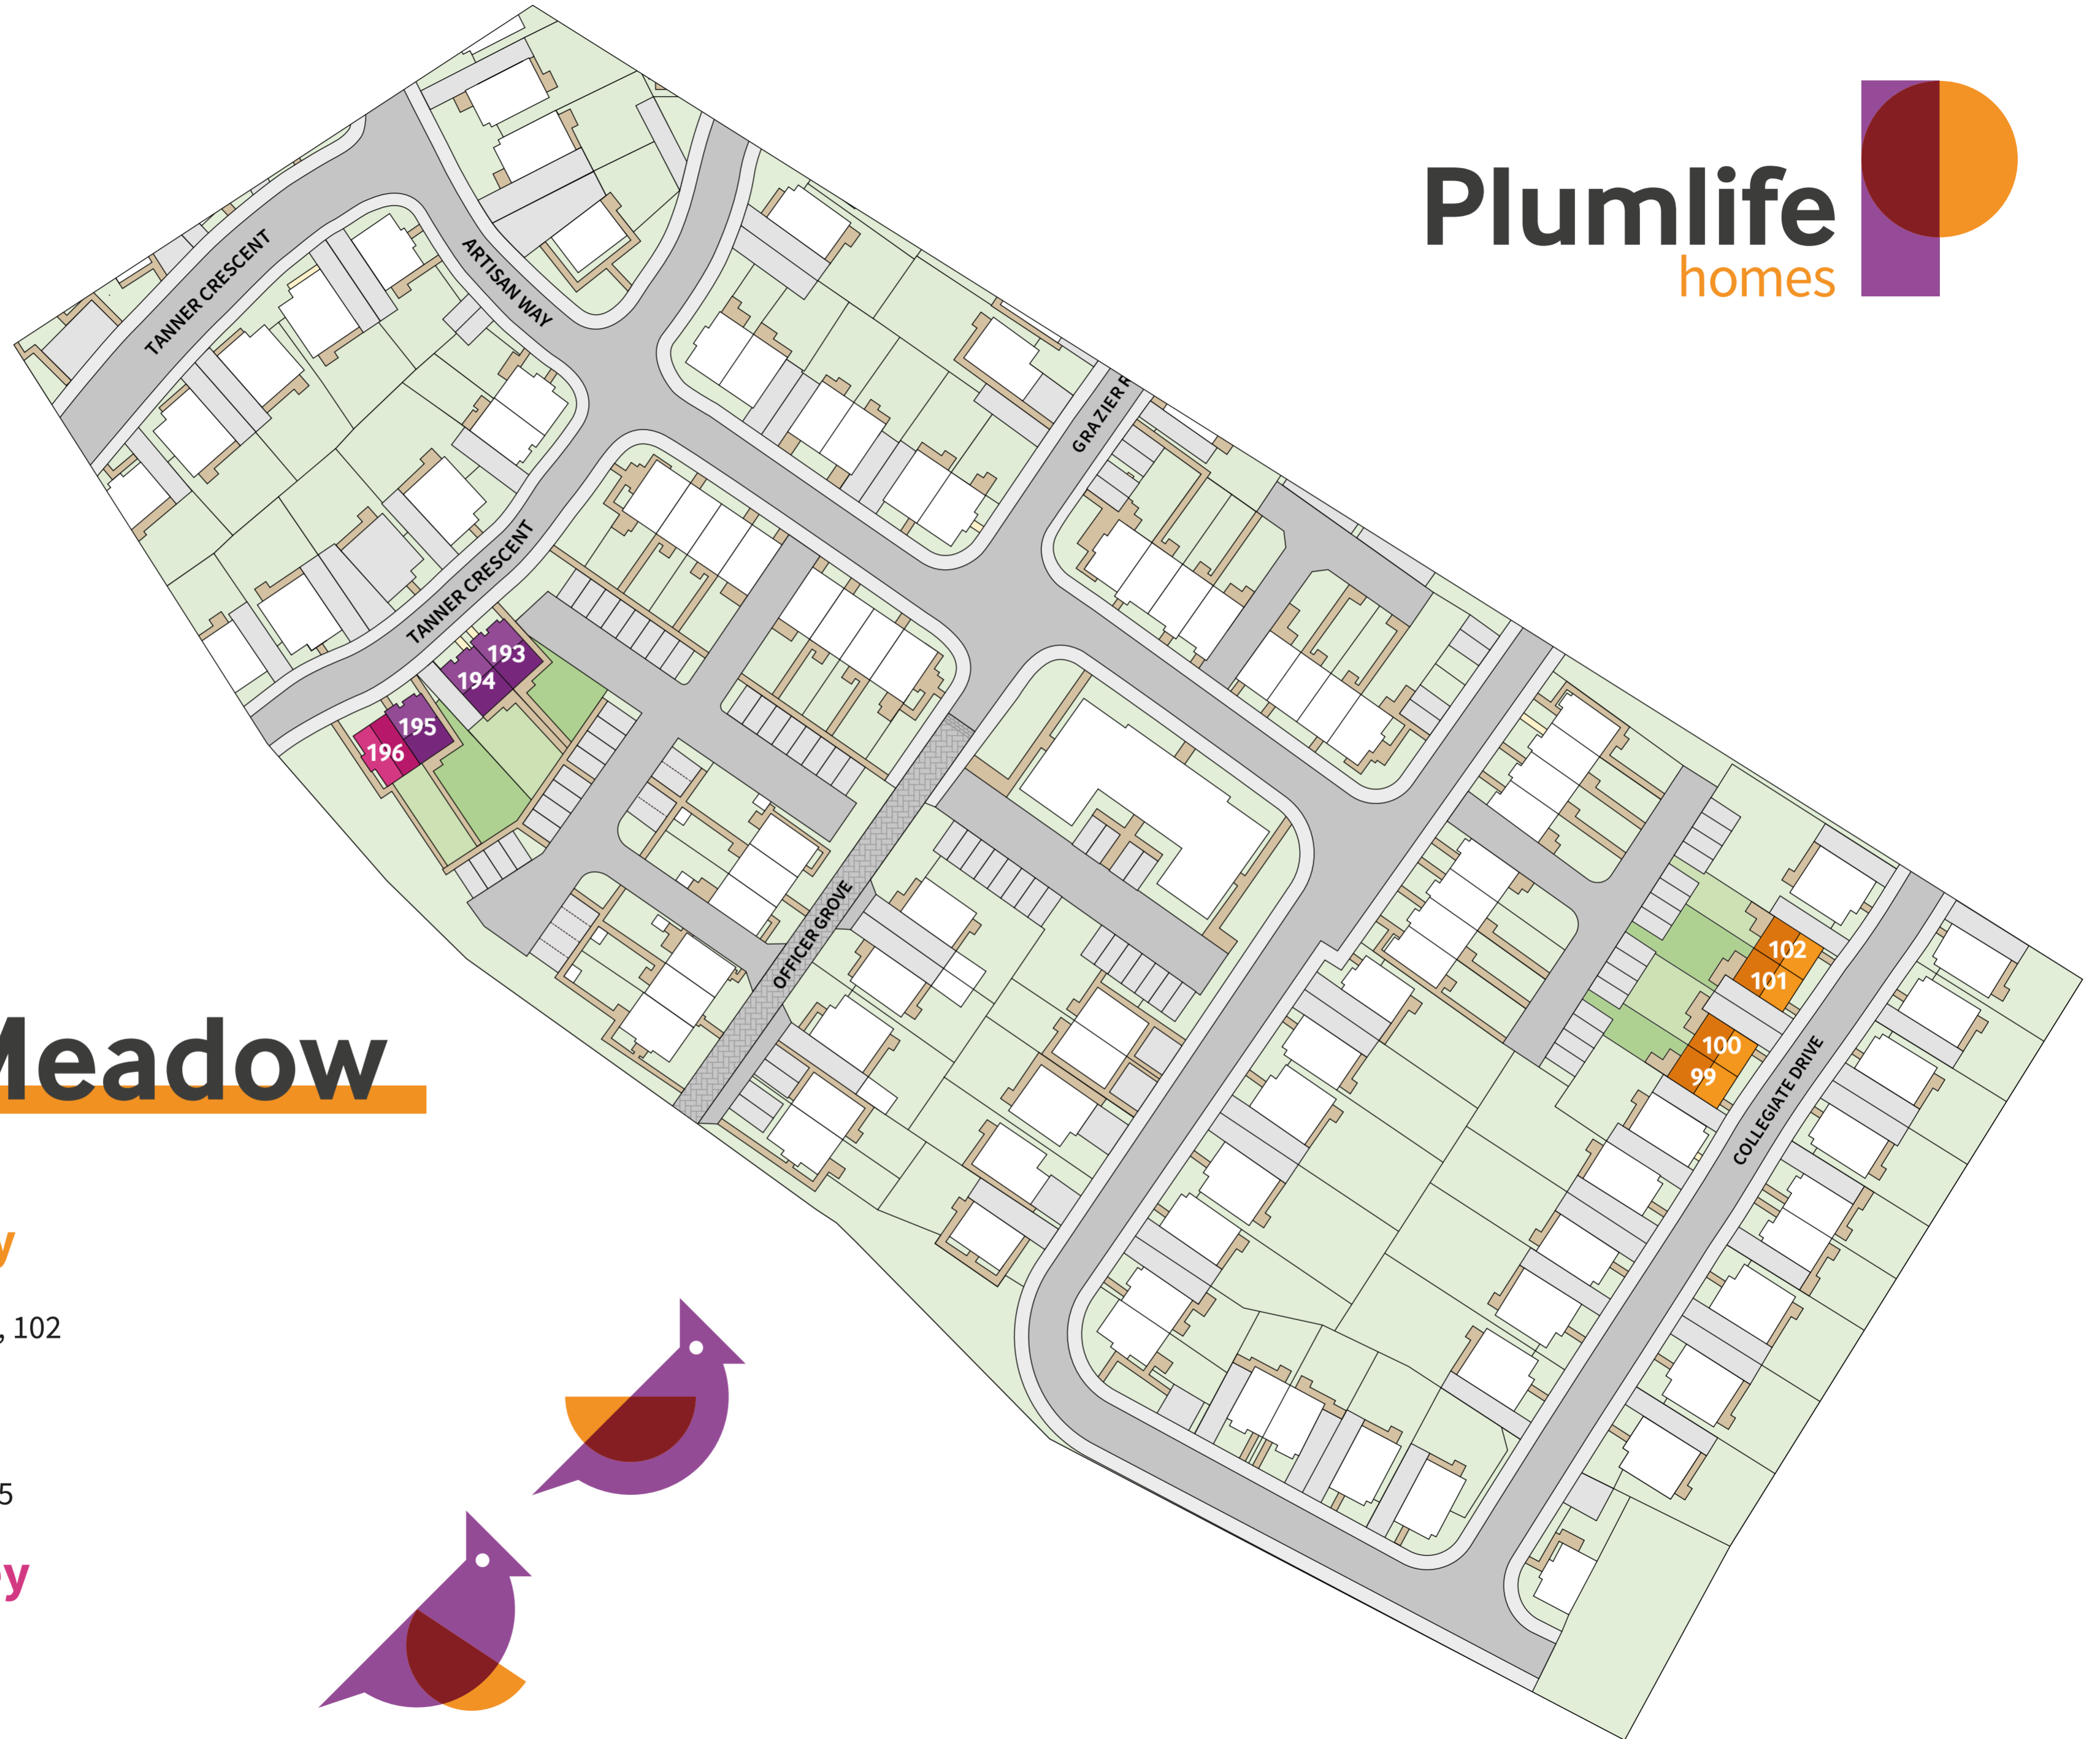 Plumlife
homes
TANNER CRESCENT
ARTISAN WAY
GRAZIER R
TANNER CRESCENT
193
194
195
196
OFFICER GROVE
102
101
100
99
COLLEGIATE DRIVE
Meadow
y
, 102
5
y